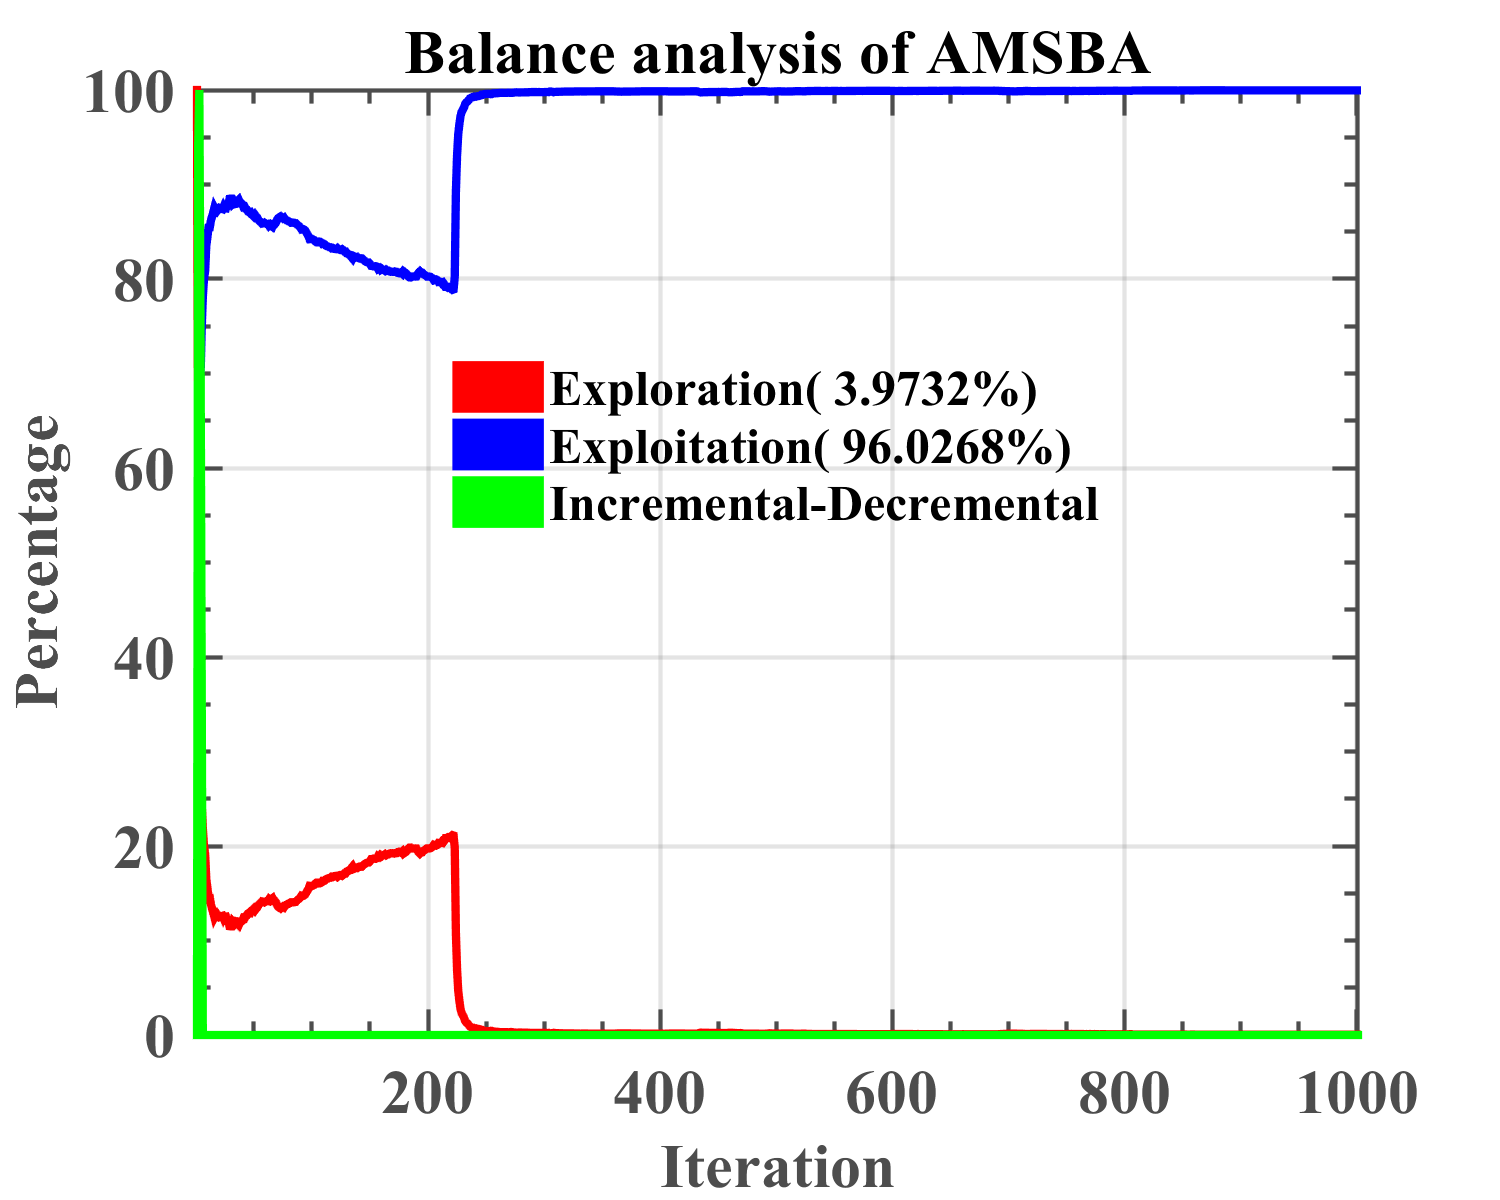 Balance analysis of AMSBA
100
80
60
40
20
0
Percentage
Exploration( 3.9732%)
Exploitation( 96.0268%)
Incremental-Decremental
200 400 600 800 1000
Iteration